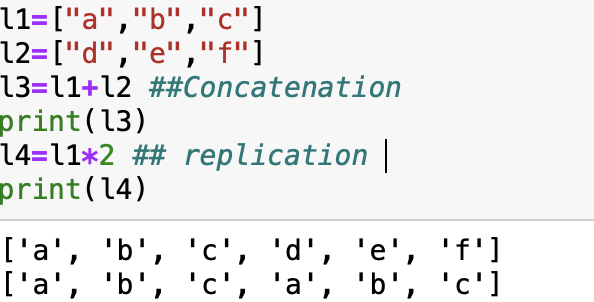 l1=["a","b","c"]
l2=["d","e","f"]
l3=l1+l2 ##Concatenation
print(l3)
l4=l1*2 ## replication
print(l4)
['a', 'b', 'c', 'd', 'e', 'f']
['a', 'b', 'c', 'a', 'b', 'c']